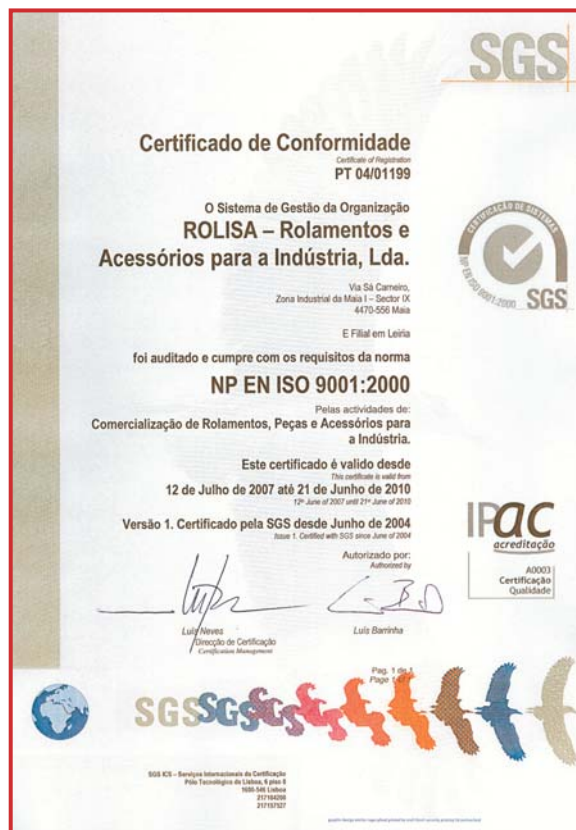 SGS
Certificado de Conformidade
Certificate of Registration
PT 04/01199
O Sistema de Gestão da Organização
ROLISA – Rolamentos e
Acessórios para a Indústria, Lda.
Via Sá Carneiro,
Zona Industrial da Maia I – Sector IX
4470-556 Maia
E Filial em Leiria
foi auditado e cumpre com os requisitos da norma
NP EN ISO 9001:2000
Pelas actividades de:
Comercialização de Rolamentos, Peças e Acessórios para
a Indústria.
Este certificado é valido desde
This certificate is valid from
12 de Julho de 2007 até 21 de Junho de 2010
12th June of 2007 until 21st June of 2010
Versão 1. Certificado pela SGS desde Junho de 2004
Issue 1. Certified with SGS since June of 2004
Autorizado por:
Authorized by
Luís Neves
Direcção de Certificação
Certification Management
Luís Barrinha
Pag. 1 de 1
Page 1
CERTIFICAÇÃO DE SISTEMAS
NP EN ISO 9001:2000
SGS
IPAC
acreditação
A0003
Certificação
Qualidade
SGS SGS SGS
SGS ICS – Serviços Internacionais de Certificação
Pólo Tecnológico de Lisboa, 6 piso 0
1600-546 Lisboa
217104200
217157527